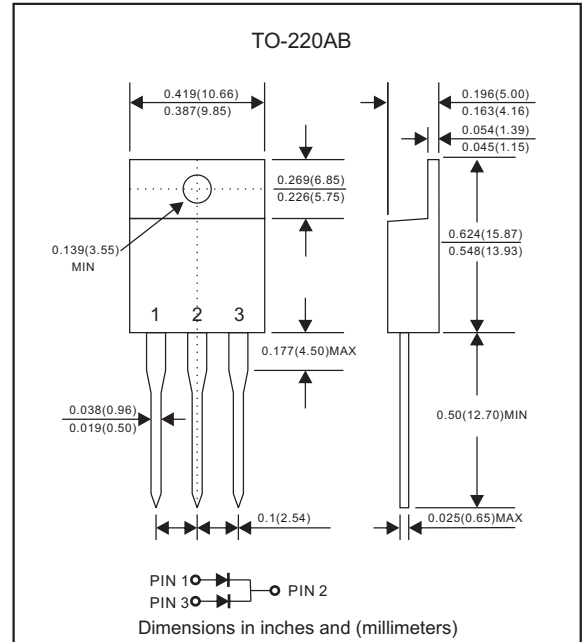 TO-220AB
0.419(10.66)
0.387(9.85)
0.196(5.00)
0.163(4.16)
0.054(1.39)
0.045(1.15)
0.269(6.85)
0.226(5.75)
0.624(15.87)
0.548(13.93)
0.139(3.55)
MIN
1 2 3
0.177(4.50)MAX
0.038(0.96)
0.019(0.50)
0.50(12.70)MIN
0.1(2.54)
0.025(0.65)MAX
PIN 1
PIN 2
PIN 3
Dimensions in inches and (millimeters)